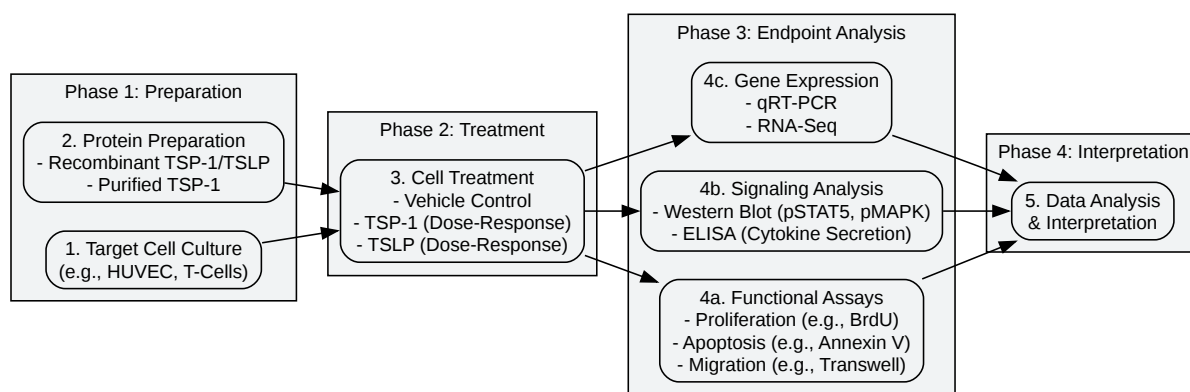 Phase 1: Preparation
2. Protein Preparation
- Recombinant TSP-1/TSLP
- Purified TSP-1
1. Target Cell Culture
(e.g., HUVEC, T-Cells)
Phase 2: Treatment
3. Cell Treatment
- Vehicle Control
- TSP-1 (Dose-Response)
- TSLP (Dose-Response)
Phase 3: Endpoint Analysis
4c. Gene Expression
- qRT-PCR
- RNA-Seq
4b. Signaling Analysis
- Western Blot (pSTAT5, pMAPK)
- ELISA (Cytokine Secretion)
4a. Functional Assays
- Proliferation (e.g., BrdU)
- Apoptosis (e.g., Annexin V)
- Migration (e.g., Transwell)
Phase 4: Interpretation
5. Data Analysis
& Interpretation